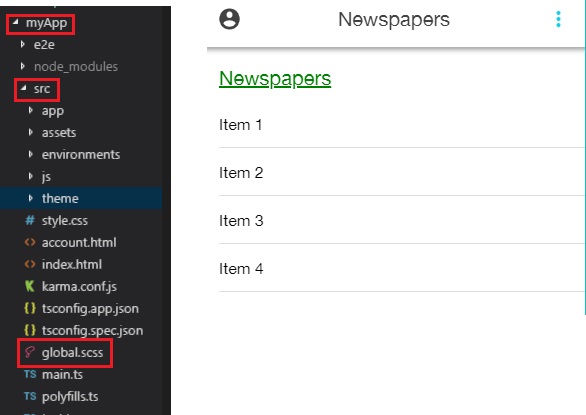 myApp
e2e
node_modules
src
app
assets
environments
js
theme
# style.css
<> account.html
<> index.html
karma.conf.js
{ } tsconfig.app.json
{ } tsconfig.spec.json
global.scss
TS main.ts
TS polyfills.ts
Newspapers
Newspapers
Item 1
Item 2
Item 3
Item 4